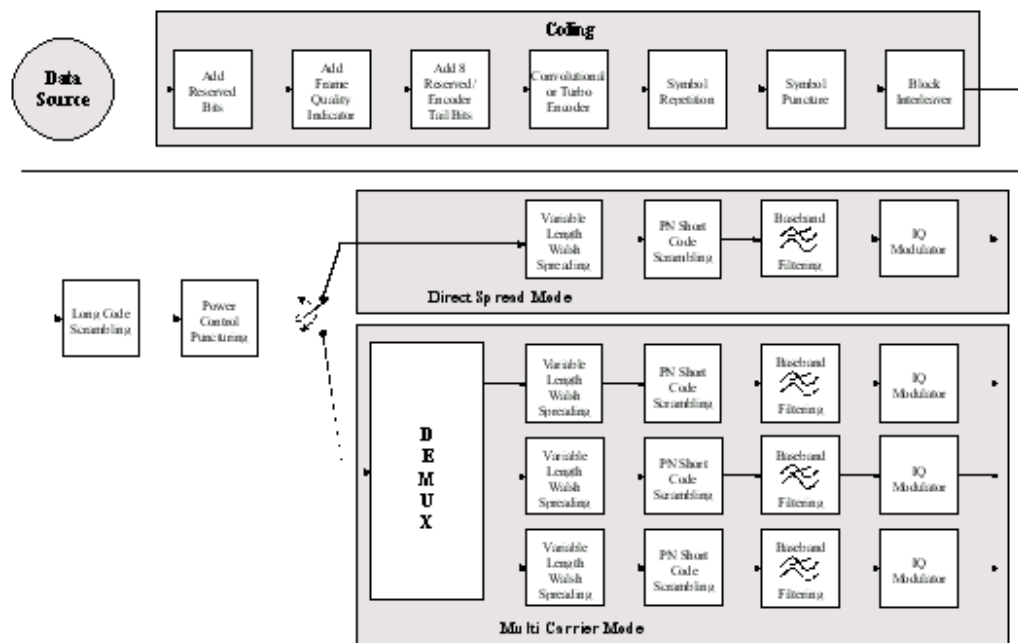 Coding
Data
Source
Add
Reserved
Bits
Add
Frame
Quality
Indicator
Add 8
Reserved/
Encoder
Tail Bits
Convolutional
or Turbo
Encoder
Symbol
Repetition
Symbol
Puncture
Block
Interleaver
Long Code
Scrambling
Power
Control
Puncturing
Variable
Length
Walsh
Spreading
PN Short
Code
Scrambling
Baseband
Filtering
IQ
Modulator
Direct Spread Mode
DEMUX
Variable
Length
Walsh
Spreading
PN Short
Code
Scrambling
Baseband
Filtering
IQ
Modulator
Variable
Length
Walsh
Spreading
PN Short
Code
Scrambling
Baseband
Filtering
IQ
Modulator
Variable
Length
Walsh
Spreading
PN Short
Code
Scrambling
Baseband
Filtering
IQ
Modulator
Multi Carrier Mode